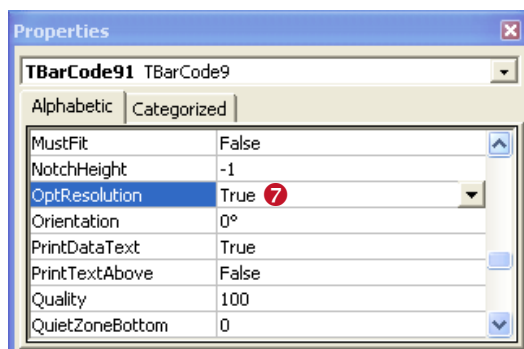 Properties
TBarCode91 TBarCode9
Alphabetic Categorized
MustFit False
NotchHeight -1
OptResolution True 7
Orientation 0°
PrintDataText True
PrintTextAbove False
Quality 100
QuietZoneBottom 0